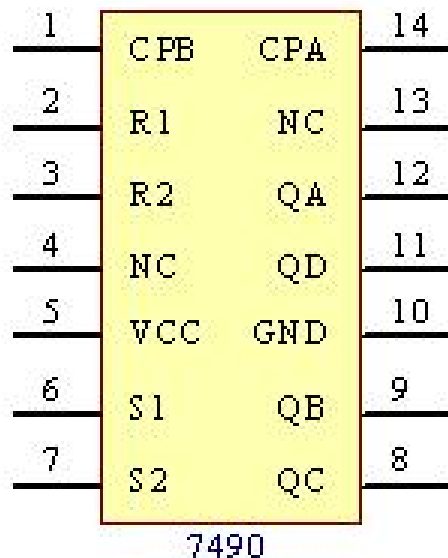 1 CPB CPA 14
2 R1 NC 13
3 R2 QA 12
4 NC QD 11
5 VCC GND 10
6 S1 QB 9
7 S2 QC 8
7490